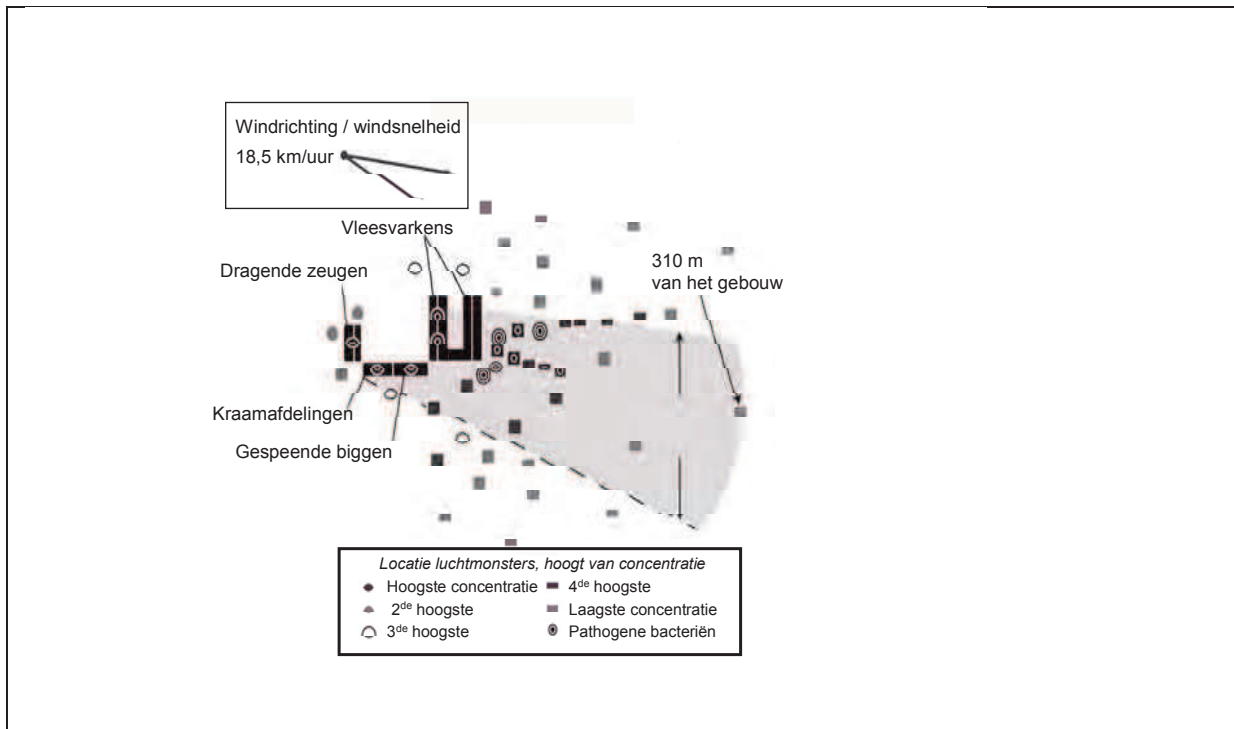 Windrichting / windsnelheid
18,5 km/uur
Vleesvarkens
Dragende zeugen
310 m
van het gebouw
Kraamafdelingen
Gespeende biggen
Locatie luchtmonsters, hoogt van concentratie
Hoogste concentratie
4de hoogste
2de hoogste
Laagste concentratie
3de hoogste
Pathogene bacteriën